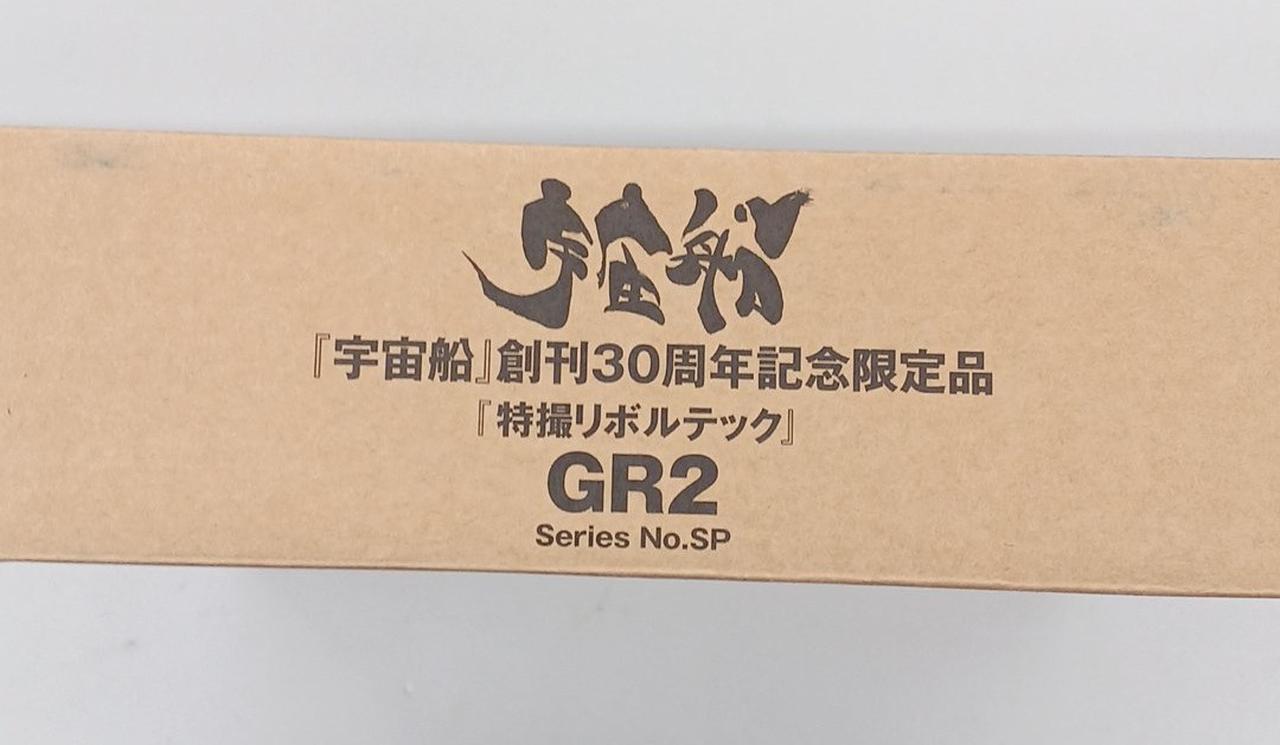 宇宙船
『宇宙船』創刊30周年記念限定品
『特撮リボルテック』
GR2
Series No.SP